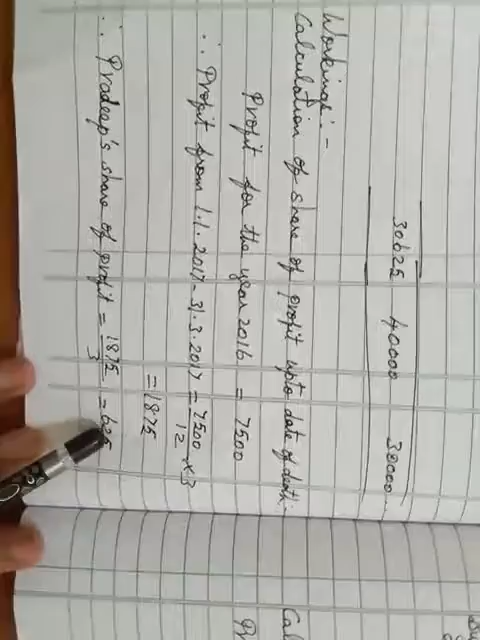 30625 40000 30000
Workings:-
Calculation of share of profit upto date of death:-
Profit for the year 2016 = 7500
∴ Profit from 1.1.2017 - 31.3.2017 = 7500/12 × 3
= 1875
∴ Pradeep's share of profit = 1875/3 = 625
Cal
Pr